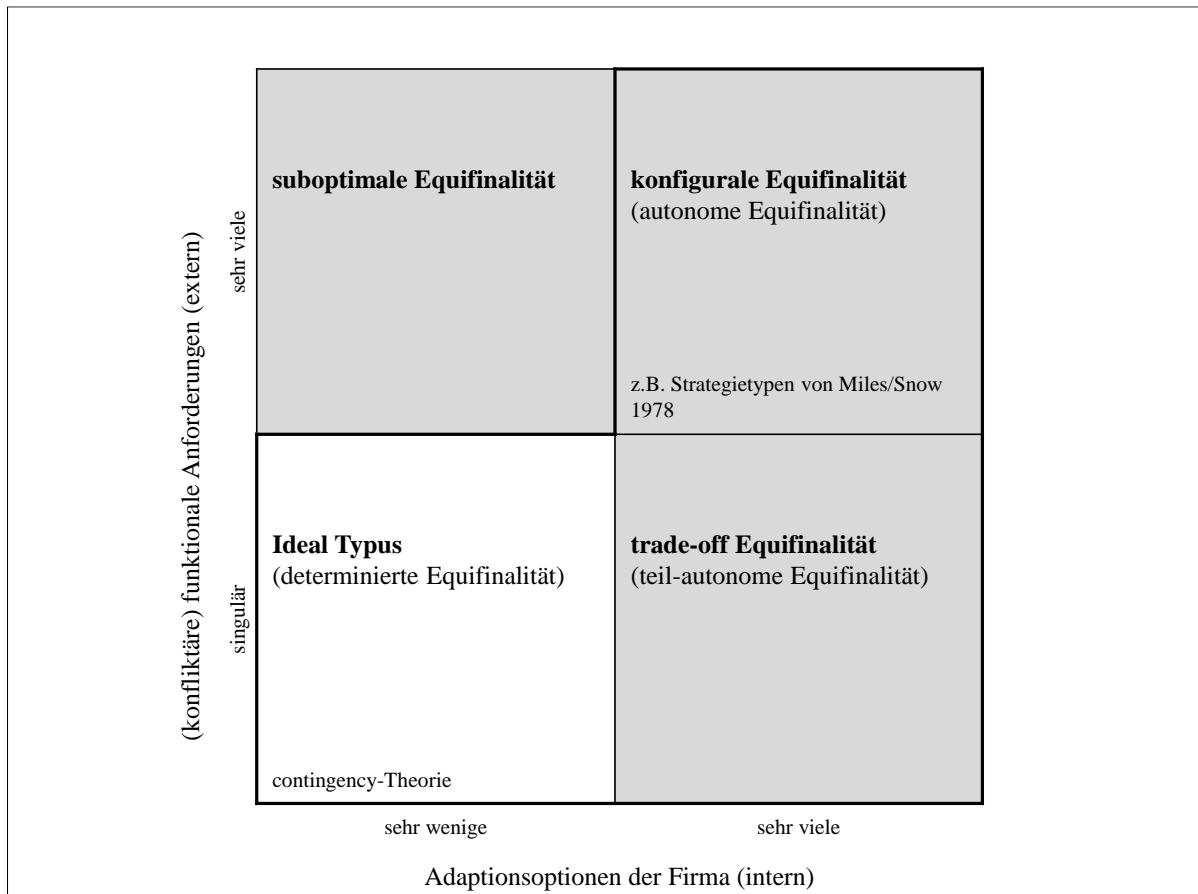 (konfliktäre) funktionale Anforderungen (extern)
sehr viele
singulär
suboptimale Equifinalität
konfigurale Equifinalität
(autonome Equifinalität)
z.B. Strategietypen von Miles/Snow
1978
Ideal Typus
(determinierte Equifinalität)
contingency-Theorie
trade-off Equifinalität
(teil-autonome Equifinalität)
sehr wenige
sehr viele
Adaptionsoptionen der Firma (intern)